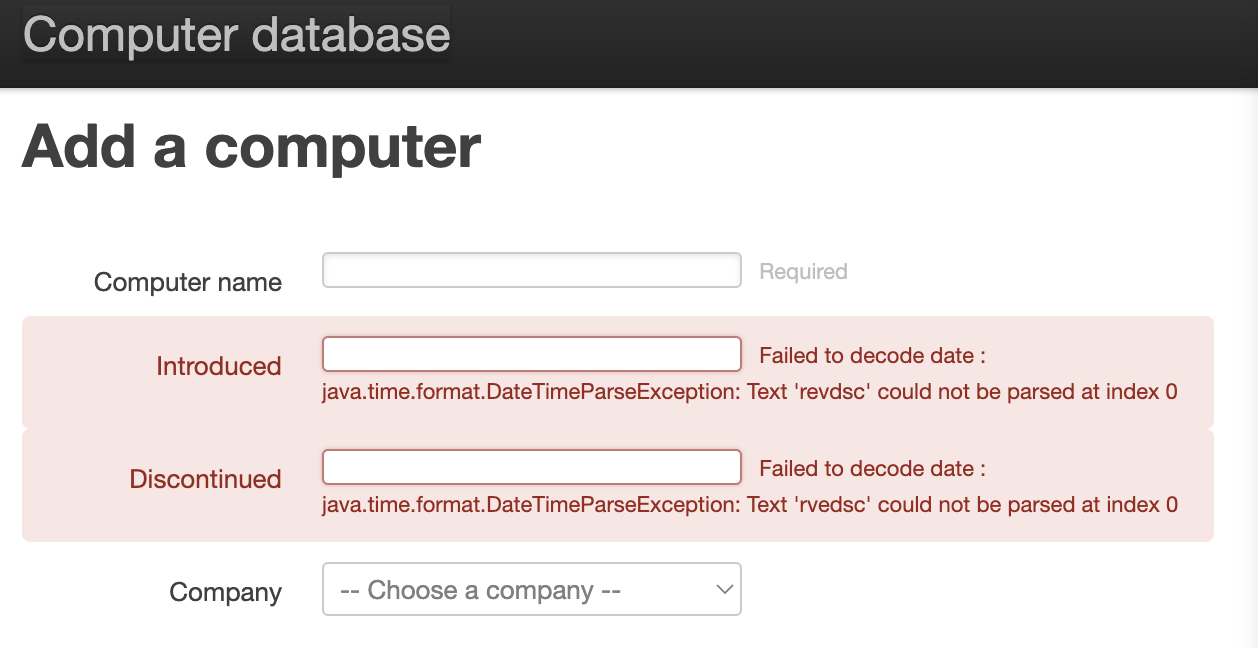 Computer database
Add a computer
Computer name Required
Introduced Failed to decode date :
java.time.format.DateTimeParseException: Text 'revdsc' could not be parsed at index 0
Discontinued Failed to decode date :
java.time.format.DateTimeParseException: Text 'rvedsc' could not be parsed at index 0
Company -- Choose a company --